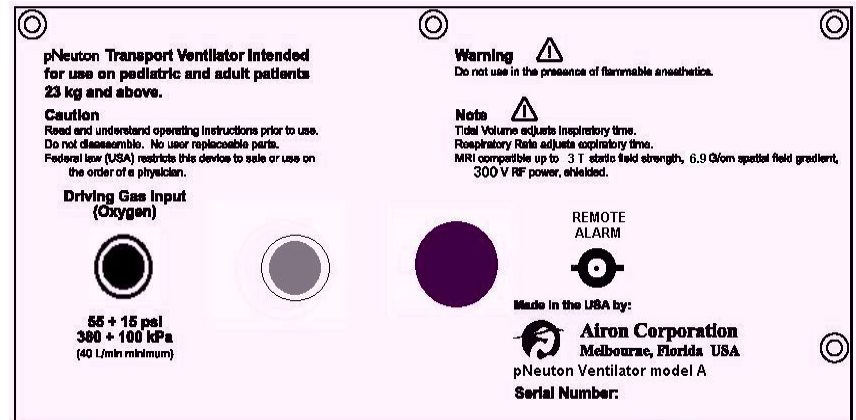 pNeuton Transport Ventilator Intended
for use on pediatric and adult patients
23 kg and above.
Caution
Read and understand operating instructions prior to use.
Do not disassemble. No user replaceable parts.
Federal law (USA) restricts this device to sale or use on
the order of a physician.
Driving Gas Input
(Oxygen)
55 + 15 psi
380 + 100 kPa
(40 L/min minimum)
Warning
Do not use in the presence of flammable anesthetics.
Note
Tidal Volume adjusts inspiratory time.
Respiratory Rate adjusts expiratory time.
MRI compatible up to 3 T static field strength, 6.9 G/cm spatial field gradient,
300 V RF power, shielded.
REMOTE
ALARM
Made in the USA by:
Airon Corporation
Melbourne, Florida USA
pNeuton Ventilator model A
Serial Number: